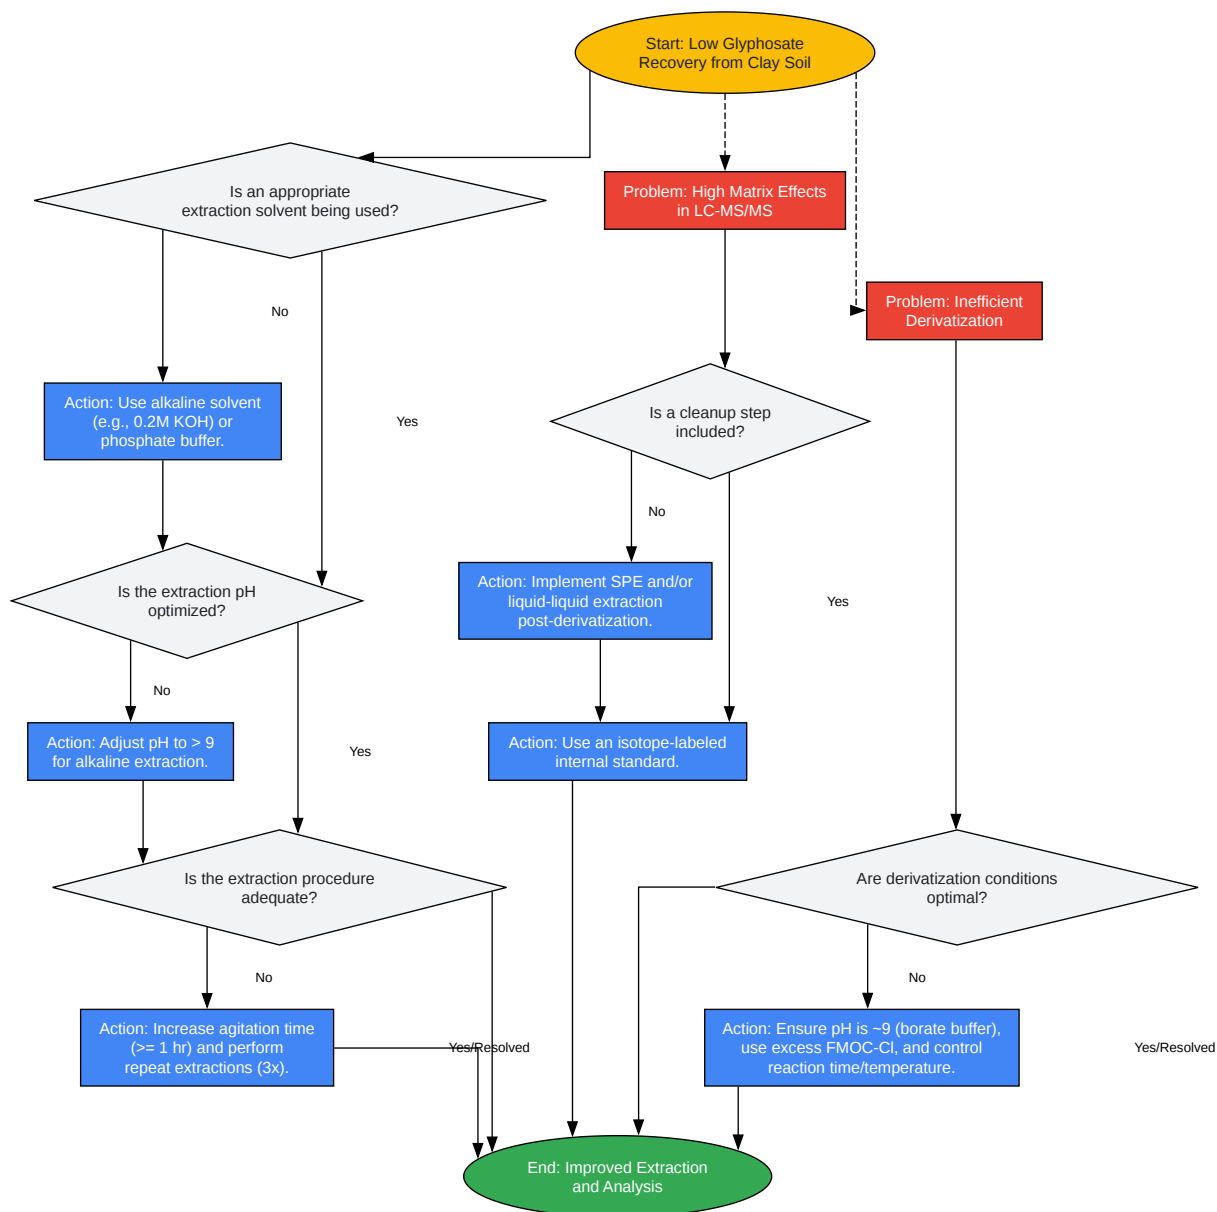 Start: Low Glyphosate
Recovery from Clay Soil
Is an appropriate
extraction solvent being used?
Problem: High Matrix Effects
in LC-MS/MS
Problem: Inefficient
Derivatization
No
Yes
Action: Use alkaline solvent
(e.g., 0.2M KOH) or
phosphate buffer.
Is a cleanup step
included?
No
Is the extraction pH
optimized?
Action: Implement SPE and/or
liquid-liquid extraction
post-derivatization.
Yes
No
Yes
Action: Adjust pH to > 9
for alkaline extraction.
Action: Use an isotope-labeled
internal standard.
Is the extraction procedure
adequate?
Are derivatization conditions
optimal?
No
No
Action: Increase agitation time
(>= 1 hr) and perform
repeat extractions (3x).
Yes/Resolved
Action: Ensure pH is ~9 (borate buffer),
use excess FMOC-Cl, and control
reaction time/temperature.
Yes/Resolved
End: Improved Extraction
and Analysis